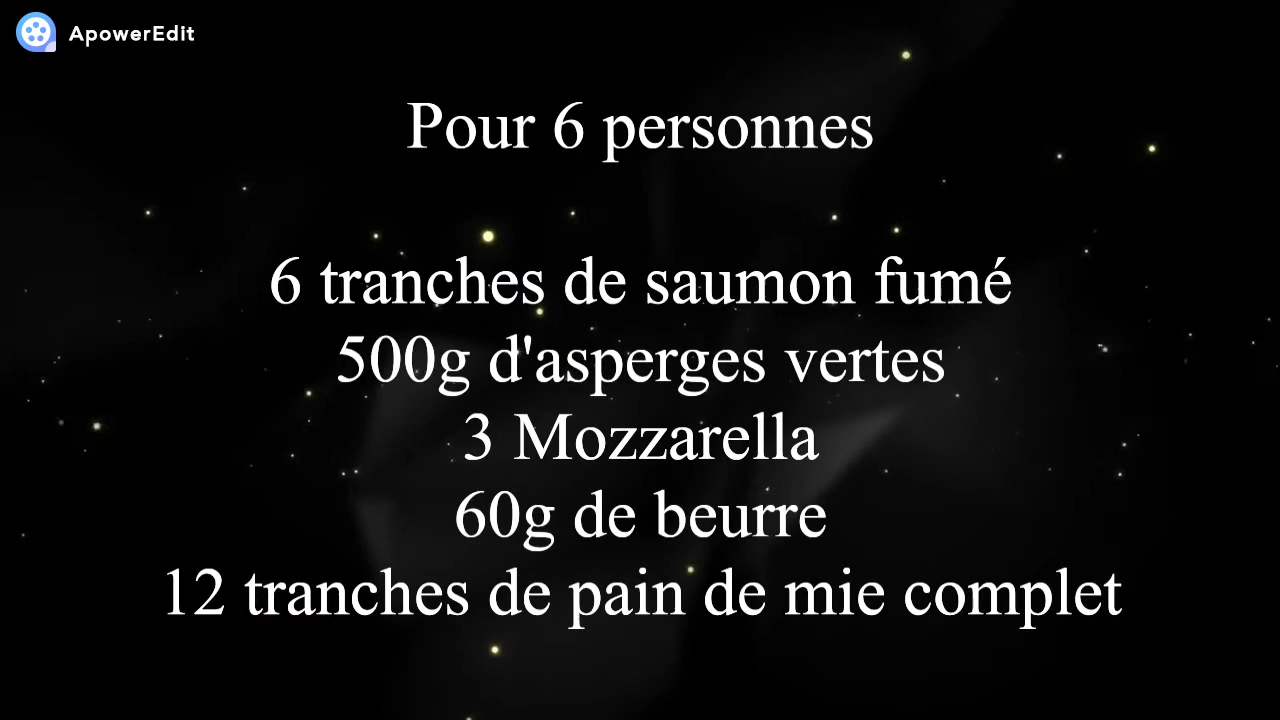 ApowerEdit
Pour 6 personnes
6 tranches de saumon fumé
500g d'asperges vertes
3 Mozzarella
60g de beurre
12 tranches de pain de mie complet